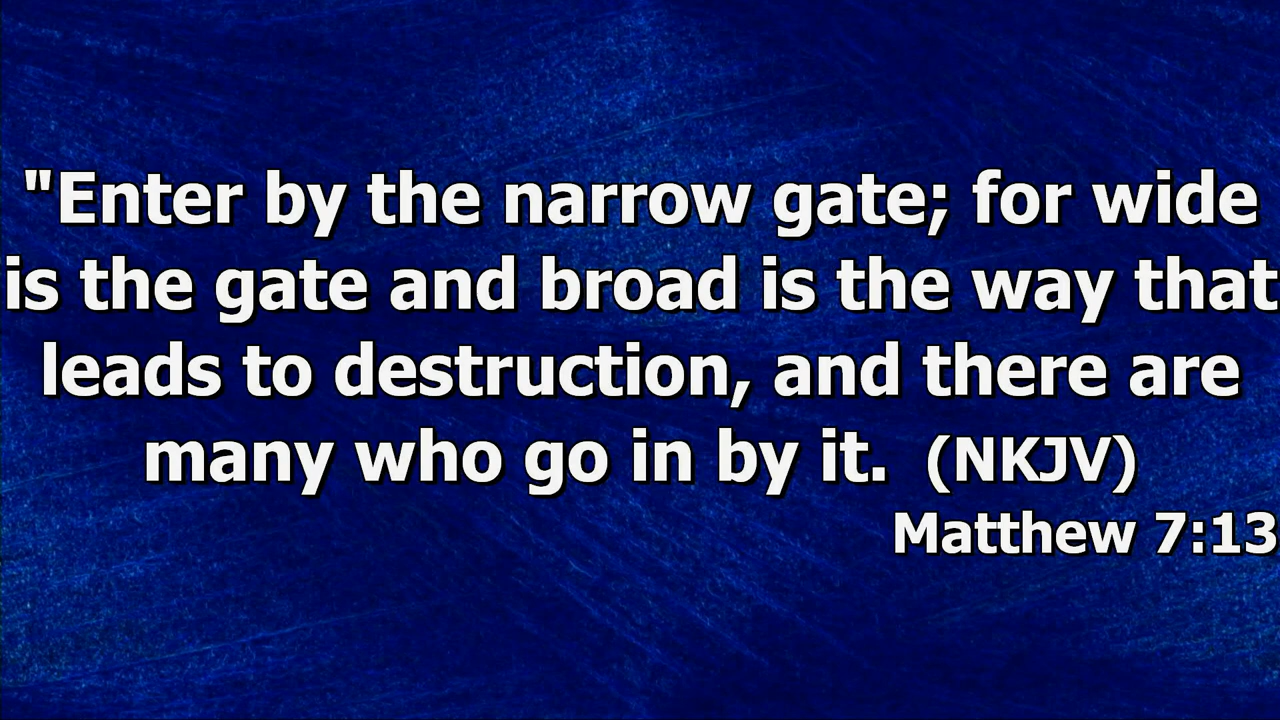 "Enter by the narrow gate; for wide
is the gate and broad is the way that
leads to destruction, and there are
many who go in by it. (NKJV)
Matthew 7:13